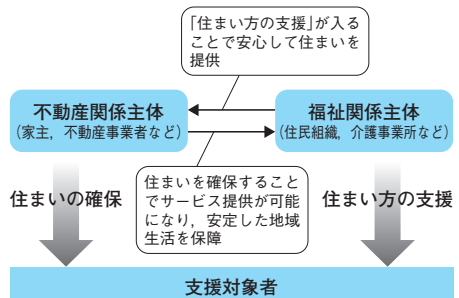 「住まい方の支援」が入る
ことで安心して住まいを
提供
不動産関係主体
(家主，不動産事業者など)
福祉関係主体
(住民組織，介護事業所など)
住まいの確保
住まいを確保すること
でサービス提供が可能
になり，安定した地域
生活を保障
住まい方の支援
支援対象者